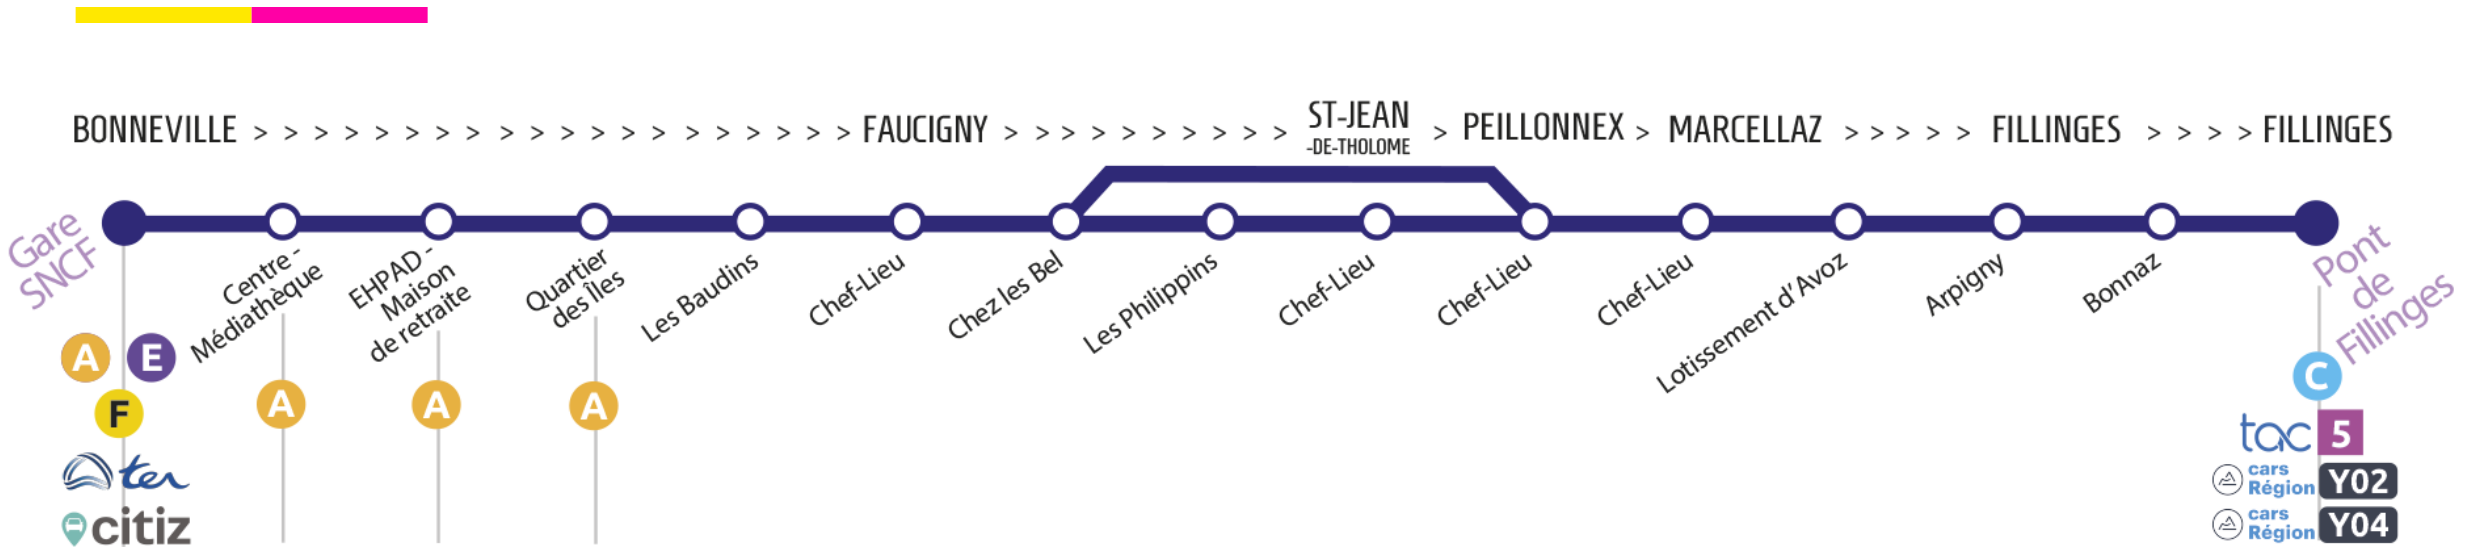 BONNEVILLE > > > > > > > > > > > > > > > > > > > > FAUCIGNY > > > > > > > > > > ST-JEAN
-DE-THOLOME > PEILLONNEX > MARCELLAZ > > > > > FILLINGES > > > > FILLINGES
Gare
SNCF
Centre -
Médiathèque
EHPAD -
Maison
de retraite
Quartier
des Îles
Les Baudins
Chef-Lieu
Chez les Bel
Les Philippins
Chef-Lieu
Chef-Lieu
Chef-Lieu
Lotissement d'Avoz
Arpigny
Bonnaz
Pont
de
Fillinges
A E
F
ter
citiz
A
A
A
C
tac 5
cars
Région Y02
cars
Région Y04